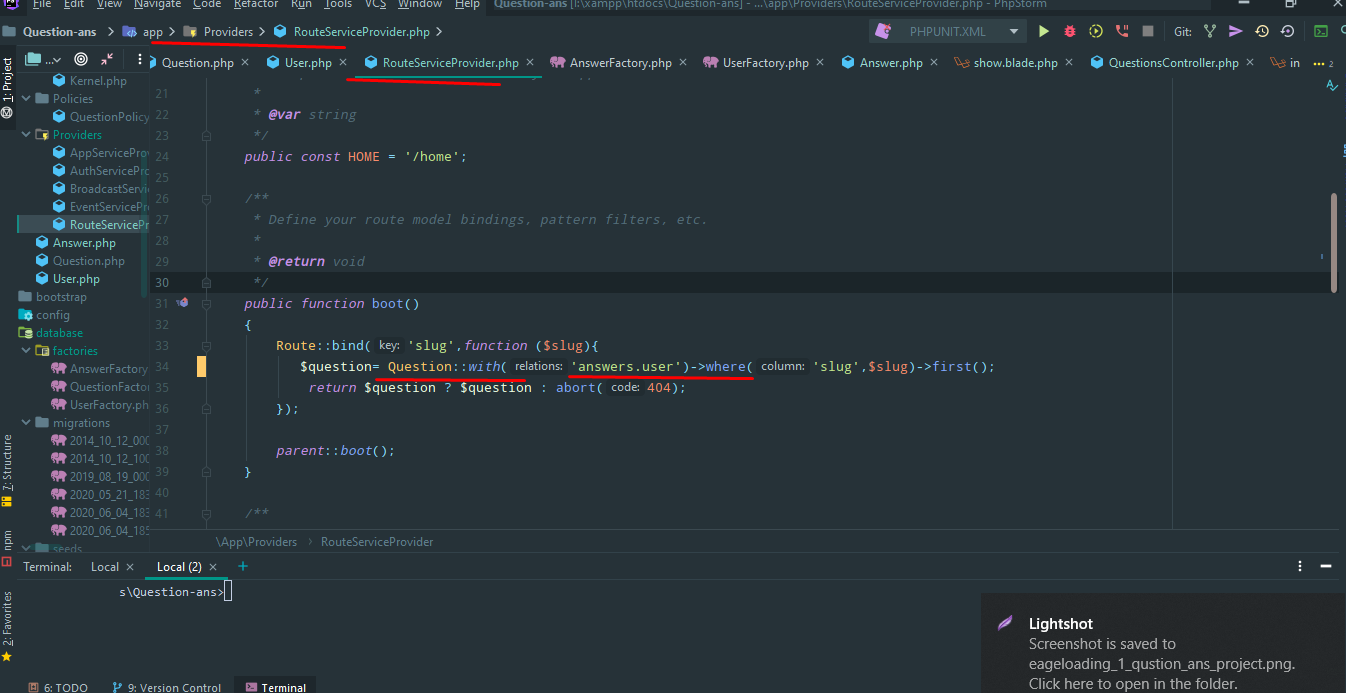 File Edit View Navigate Code Refactor Run Tools VCS Window Help Question-ans [I:\xampp\htdocs\Question-ans] - ...\app\Providers\RouteServiceProvider.php - PhpStorm
Question-ans app Providers RouteServiceProvider.php PHPUNIT.XML Git:
1: Project
Question.php User.php RouteServiceProvider.php AnswerFactory.php UserFactory.php Answer.php show.blade.php QuestionsController.php in 2
Kernel.php
Policies
QuestionPolicy
Providers
AppServicePro
AuthServicePro
BroadcastServi
EventServicePr
RouteServicePr
Answer.php
Question.php
User.php
bootstrap
config
database
factories
AnswerFactory
QuestionFactor
UserFactory.ph
migrations
2014_10_12_000
2014_10_12_100
2019_08_19_000
2020_05_21_183
2020_06_04_183
2020_06_04_185
seeds
21 *
22 * @var string
23 */
24 public const HOME = '/home';
25
26 /**
27 * Define your route model bindings, pattern filters, etc.
28 *
29 * @return void
30 */
31 public function boot()
32 {
33 Route::bind( key: 'slug',function ($slug){
34 $question= Question::with( relations: 'answers.user')->where( column: 'slug',$slug)->first();
35 return $question ? $question : abort( code: 404);
36 });
37
38 parent::boot();
39 }
40
41 /**
\App\Providers RouteServiceProvider
7: Structure
npm
2: Favorites
Terminal: Local Local (2) +
s\Question-ans>
Lightshot
Screenshot is saved to
eageloading_1_qustion_ans_project.png.
Click here to open in the folder.
6: TODO 9: Version Control Terminal